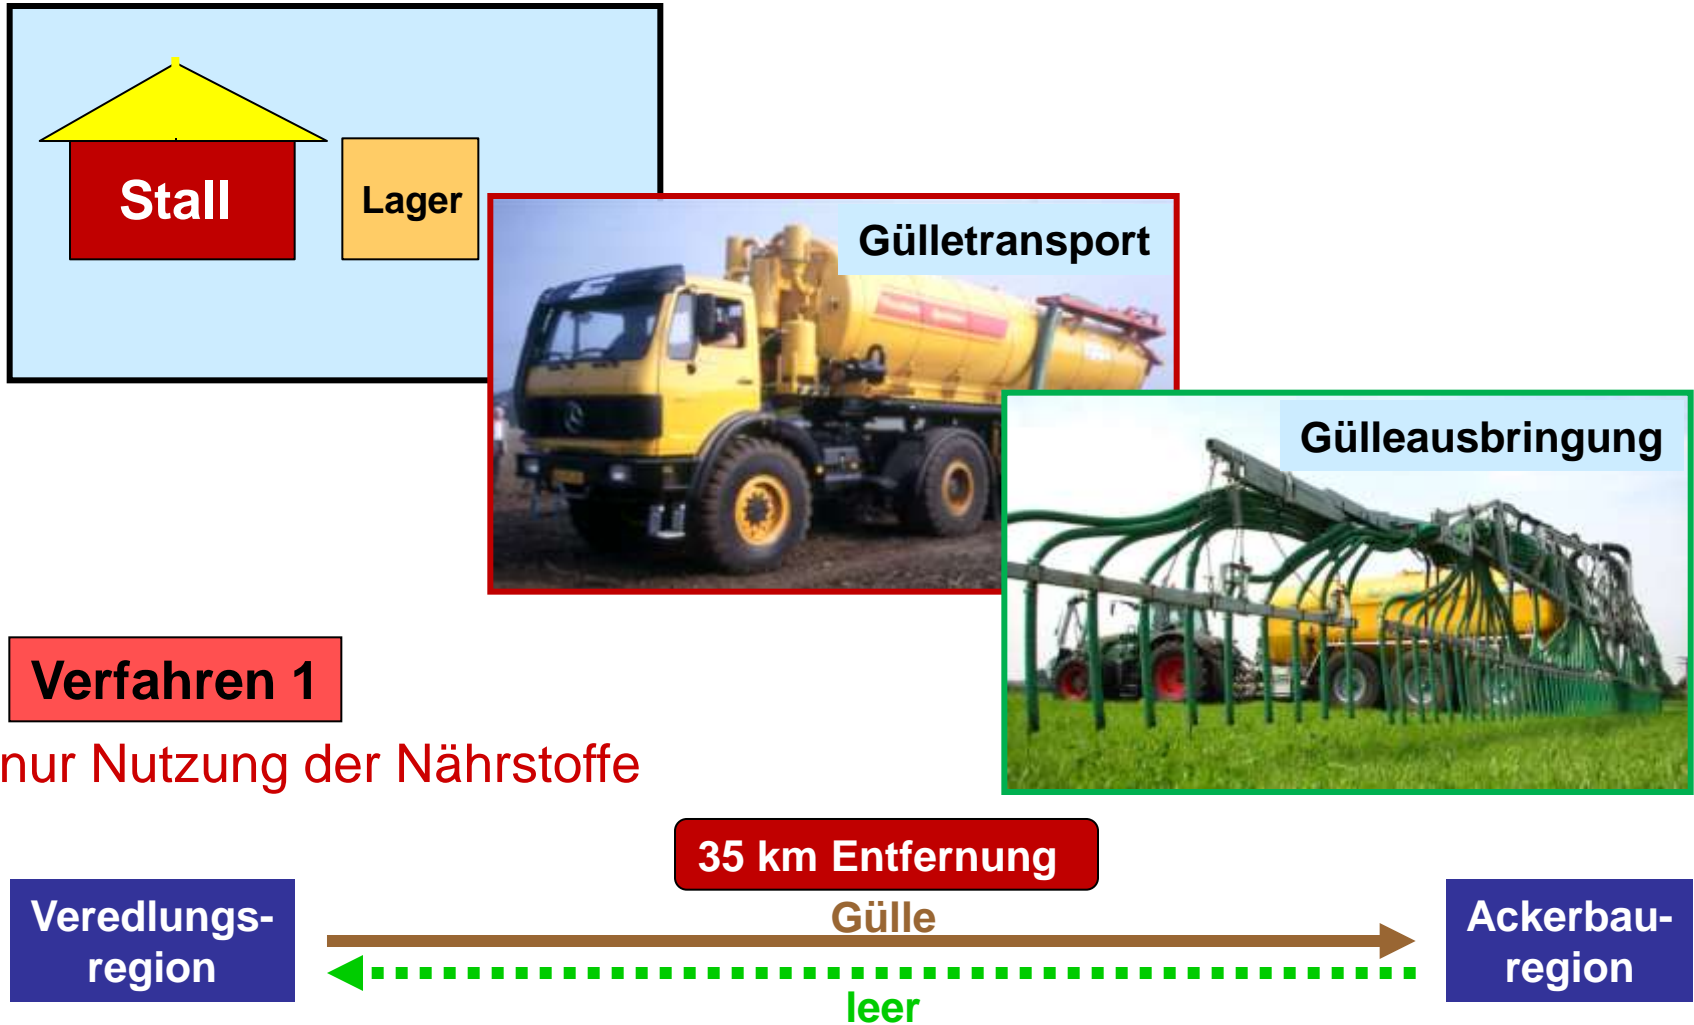 Stall
Lager
Gülletransport
Gülleausbringung
Verfahren 1
nur Nutzung der Nährstoffe
35 km Entfernung
Veredlungs-
region
Gülle
leer
Ackerbau-
region